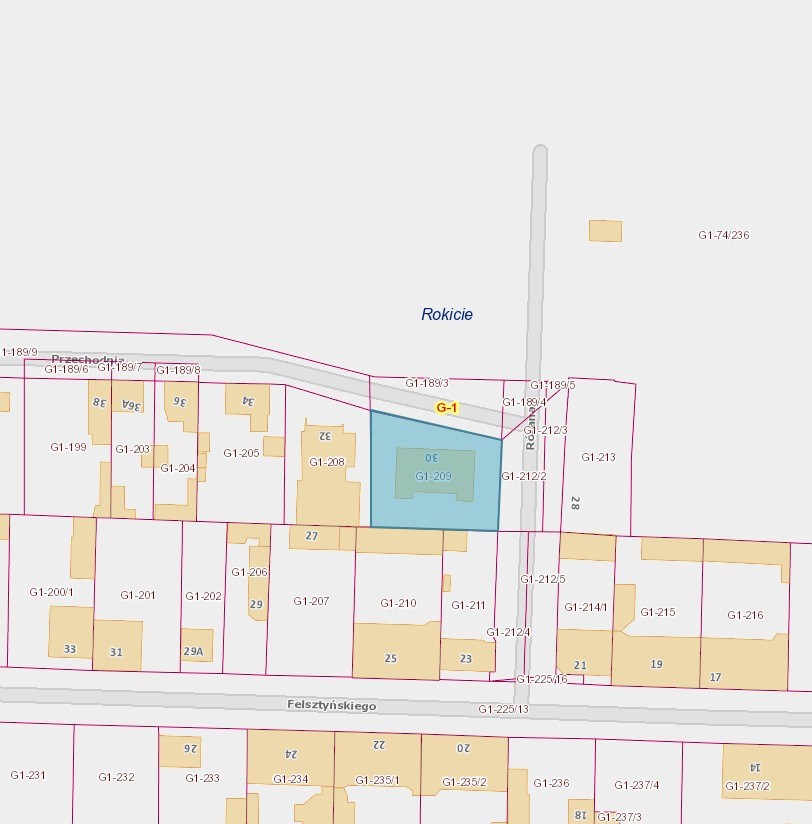 G1-74/236
Rokicie
1-189/9
Przechodnia
G1-189/6
G1-189/7
G1-189/8
G1-189/3
G1-189/5
G1-189/4
G-1
Różana
G1-212/3
38
36A
36
34
32
30
G1-199
G1-203
G1-204
G1-205
G1-208
G1-209
G1-212/2
G1-213
28
27
G1-200/1
G1-201
G1-202
G1-206
29
G1-207
G1-210
G1-211
G1-212/5
G1-214/1
G1-215
G1-216
G1-212/4
33
31
29A
25
23
21
19
17
G1-225/16
Felsztyńskiego
G1-225/13
26
24
22
20
14
G1-231
G1-232
G1-233
G1-234
G1-235/1
G1-235/2
G1-236
G1-237/4
G1-237/2
18
G1-237/3